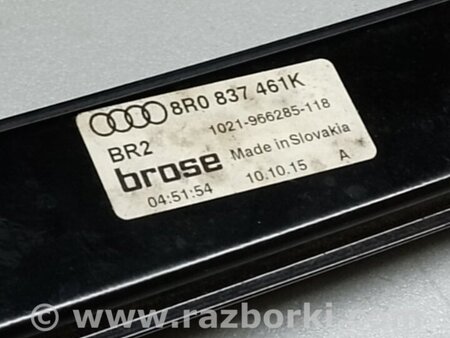 8R0 837 461K
1021-966285-118
BR2
brose Made in Slovakia
04:51:54 10.10.15 A
© www.razborki.com